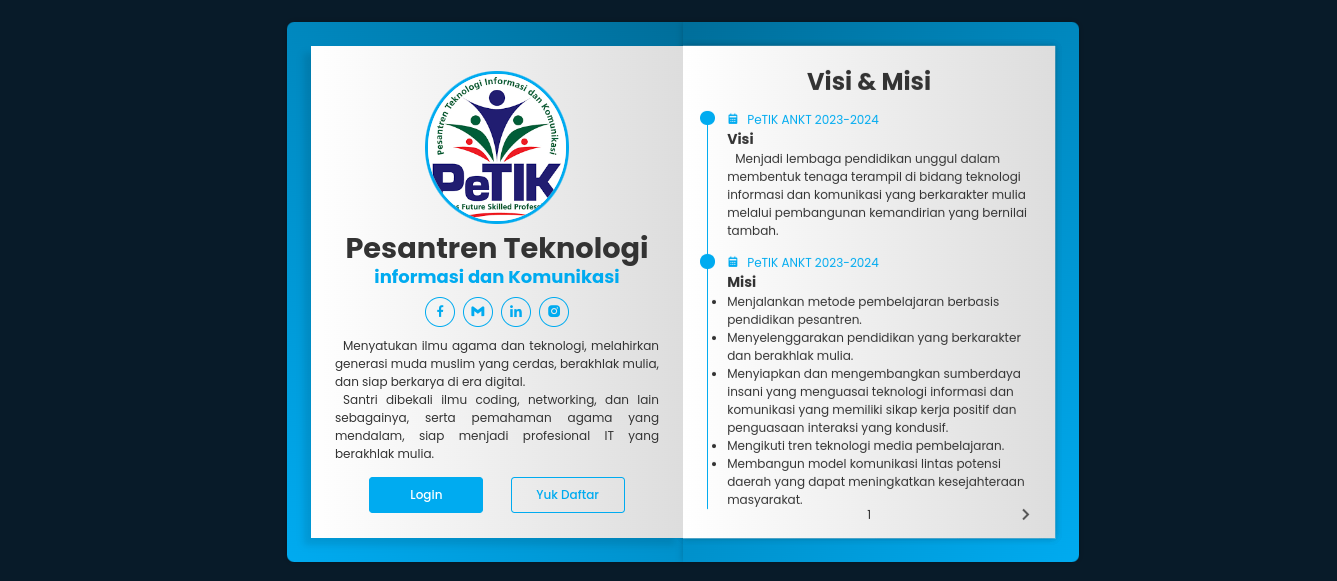 Pesantren Teknologi Informasi dan Komunikasi
PeTIK
s Future Skilled Profes
Pesantren Teknologi
informasi dan Komunikasi
Menyatukan ilmu agama dan teknologi, melahirkan
generasi muda muslim yang cerdas, berakhlak mulia,
dan siap berkarya di era digital.
Santri dibekali ilmu coding, networking, dan lain
sebagainya, serta pemahaman agama yang
mendalam, siap menjadi profesional IT yang
berakhlak mulia.
Login
Yuk Daftar
Visi & Misi
PeTIK ANKT 2023-2024
Visi
Menjadi lembaga pendidikan unggul dalam
membentuk tenaga terampil di bidang teknologi
informasi dan komunikasi yang berkarakter mulia
melalui pembangunan kemandirian yang bernilai
tambah.
PeTIK ANKT 2023-2024
Misi
Menjalankan metode pembelajaran berbasis
pendidikan pesantren.
Menyelenggarakan pendidikan yang berkarakter
dan berakhlak mulia.
Menyiapkan dan mengembangkan sumberdaya
insani yang menguasai teknologi informasi dan
komunikasi yang memiliki sikap kerja positif dan
penguasaan interaksi yang kondusif.
Mengikuti tren teknologi media pembelajaran.
Membangun model komunikasi lintas potensi
daerah yang dapat meningkatkan kesejahteraan
masyarakat.
1